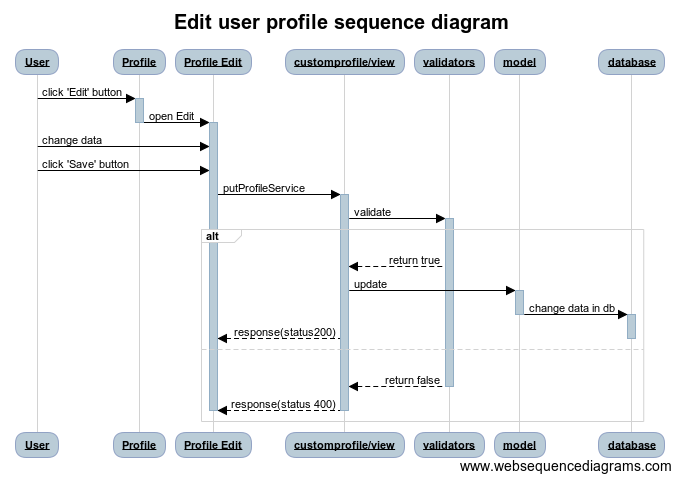 Edit user profile sequence diagram
User Profile Profile Edit customprofile/view validators model database
click 'Edit' button
open Edit
change data
click 'Save' button
putProfileService
validate
alt
return true
update
change data in db
response(status200)
return false
response(status 400)
User Profile Profile Edit customprofile/view validators model database
www.websequencediagrams.com